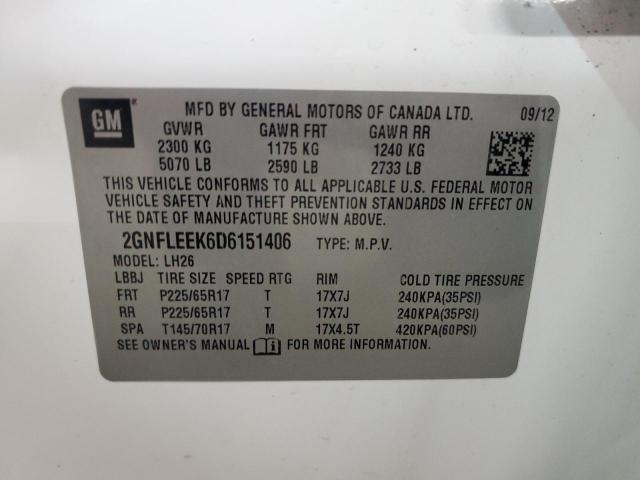 GM
MFD BY GENERAL MOTORS OF CANADA LTD. 09/12
GVWR GAWR FRT GAWR RR
2300 KG 1175 KG 1240 KG
5070 LB 2590 LB 2733 LB
THIS VEHICLE CONFORMS TO ALL APPLICABLE U.S. FEDERAL MOTOR
VEHICLE SAFETY AND THEFT PREVENTION STANDARDS IN EFFECT ON
THE DATE OF MANUFACTURE SHOWN ABOVE.
2GNFLEEK6D6151406 TYPE: M.P.V.
MODEL: LH26
LBBJ TIRE SIZE SPEED RTG RIM COLD TIRE PRESSURE
FRT P225/65R17 T 17X7J 240KPA(35PSI)
RR P225/65R17 T 17X7J 240KPA(35PSI)
SPA T145/70R17 M 17X4.5T 420KPA(60PSI)
SEE OWNER'S MANUAL FOR MORE INFORMATION.